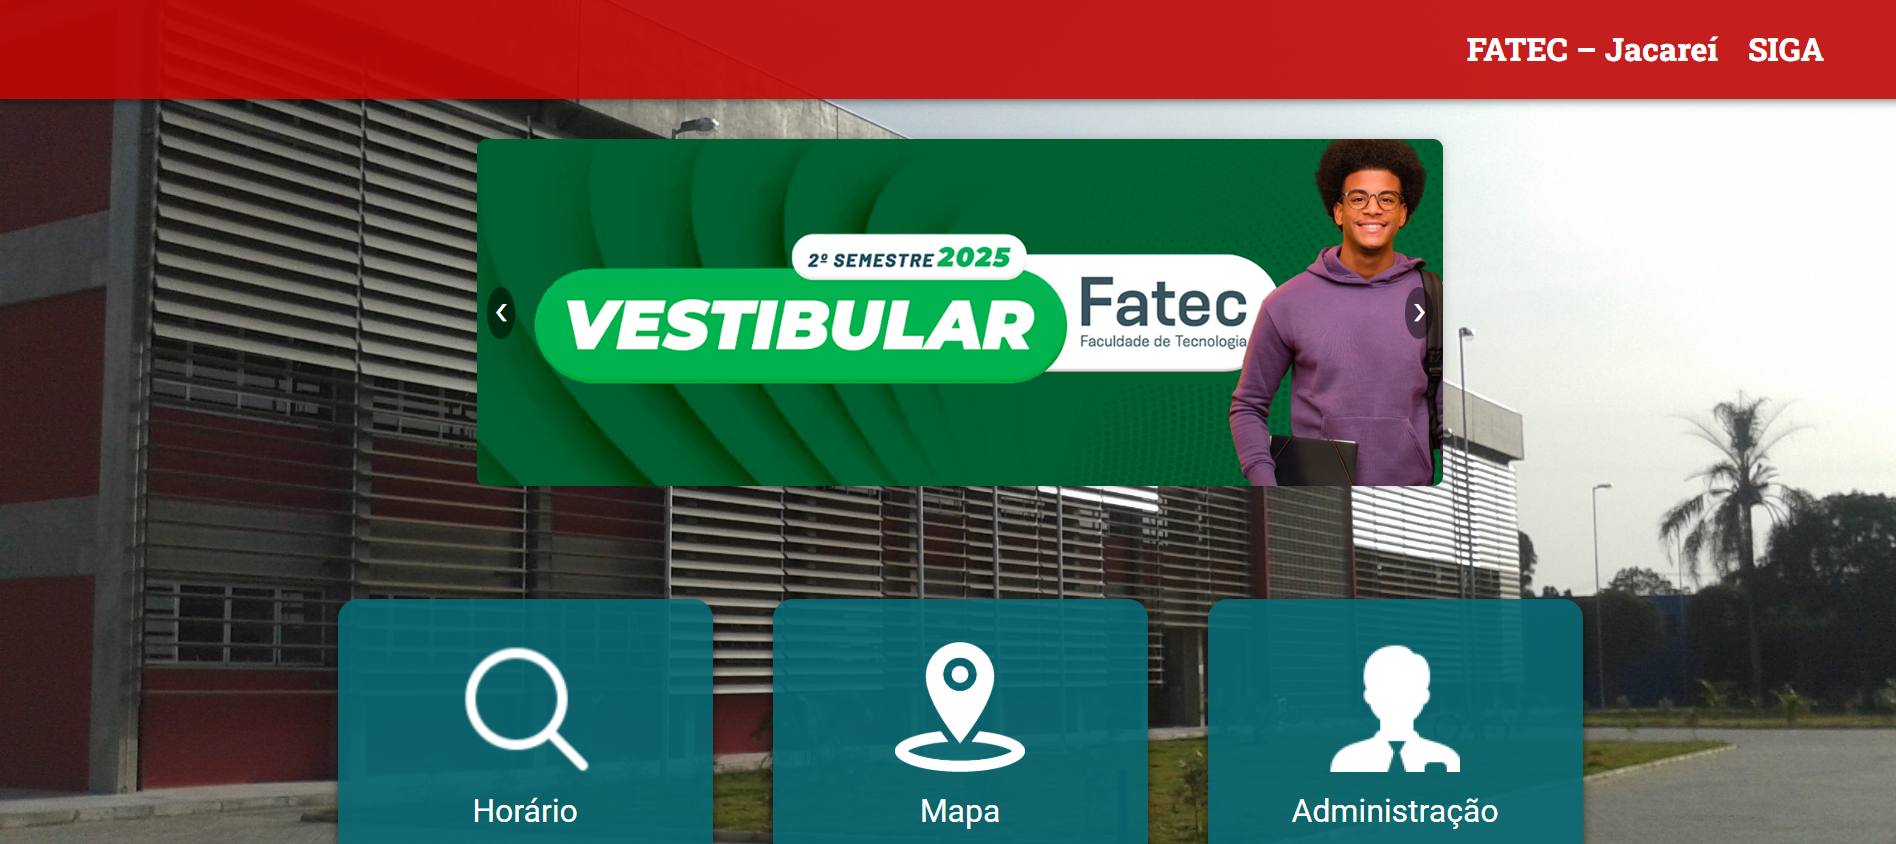 FATEC – Jacareí SIGA
2º SEMESTRE 2025
VESTIBULAR
Fatec
Faculdade de Tecnologia
Horário
Mapa
Administração